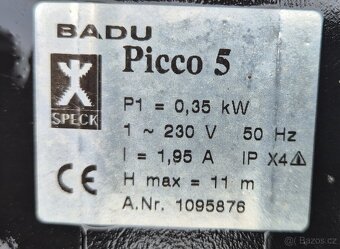 BADU
Picco 5
SPECK
P1 = 0,35 kW
1 ~ 230 V 50 Hz
I = 1,95 A IP X4
CE
H max = 11 m
A.Nr. 1095876
Bazos.cz